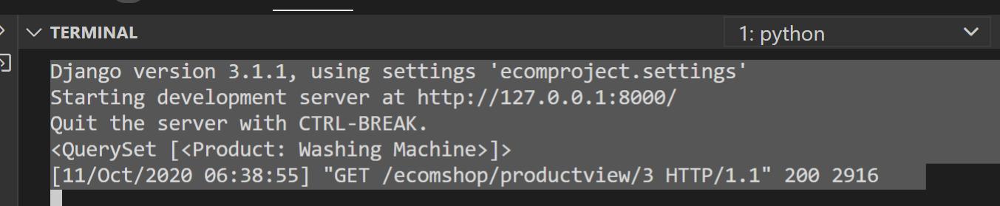 TERMINAL
1: python
Django version 3.1.1, using settings 'ecomproject.settings'
Starting development server at http://127.0.0.1:8000/
Quit the server with CTRL-BREAK.
<QuerySet [<Product: Washing Machine>]>
[11/Oct/2020 06:38:55] "GET /ecomshop/productview/3 HTTP/1.1" 200 2916